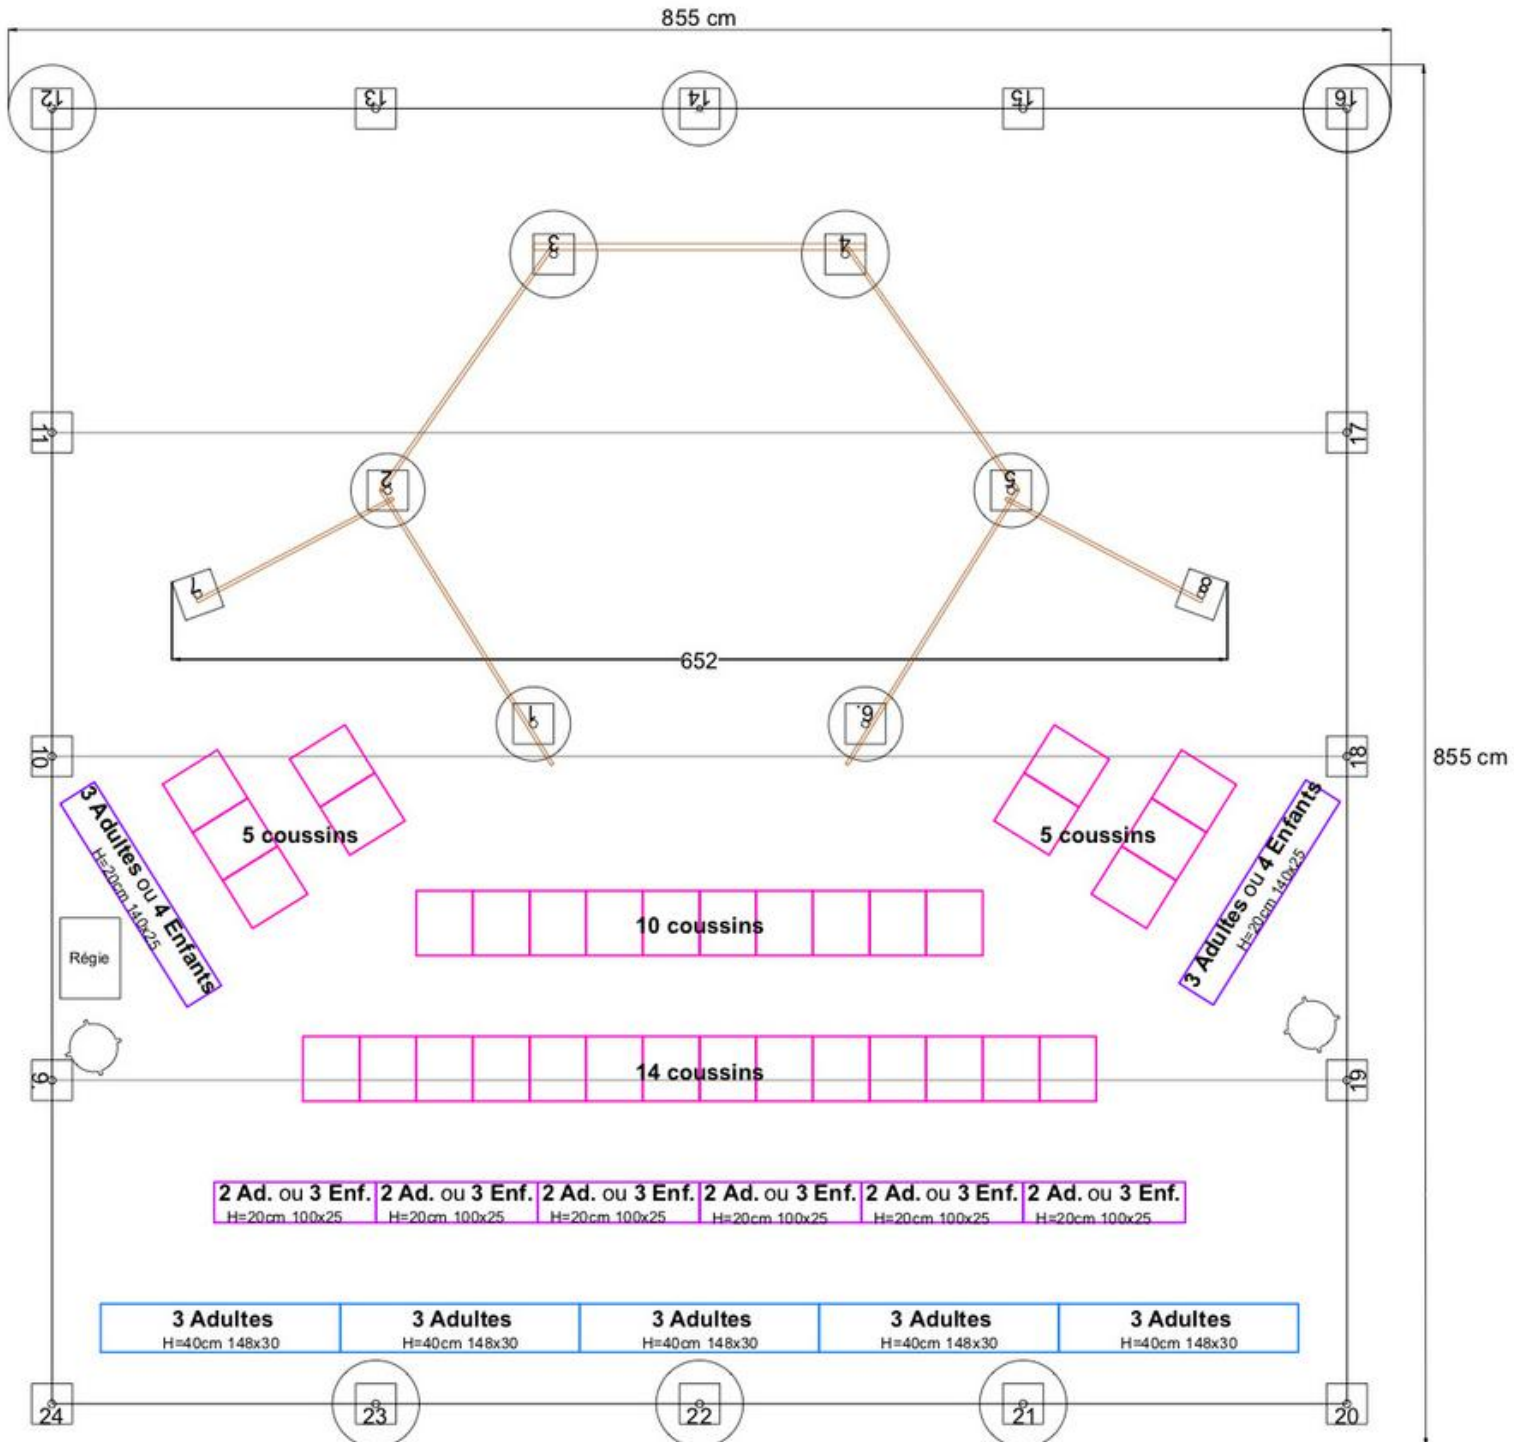 855 cm
12
13
14
15
16
3
4
11
17
2
5
7
8
652
1
6.
10
18
855 cm
3 Adultes ou 4 Enfants
H=20cm 140x25
5 coussins
5 coussins
3 Adultes ou 4 Enfants
H=20cm 140x25
10 coussins
Régie
14 coussins
9.
19
2 Ad. ou 3 Enf.
H=20cm 100x25
2 Ad. ou 3 Enf.
H=20cm 100x25
2 Ad. ou 3 Enf.
H=20cm 100x25
2 Ad. ou 3 Enf.
H=20cm 100x25
2 Ad. ou 3 Enf.
H=20cm 100x25
2 Ad. ou 3 Enf.
H=20cm 100x25
3 Adultes
H=40cm 148x30
3 Adultes
H=40cm 148x30
3 Adultes
H=40cm 148x30
3 Adultes
H=40cm 148x30
3 Adultes
H=40cm 148x30
24
23
22
21
20